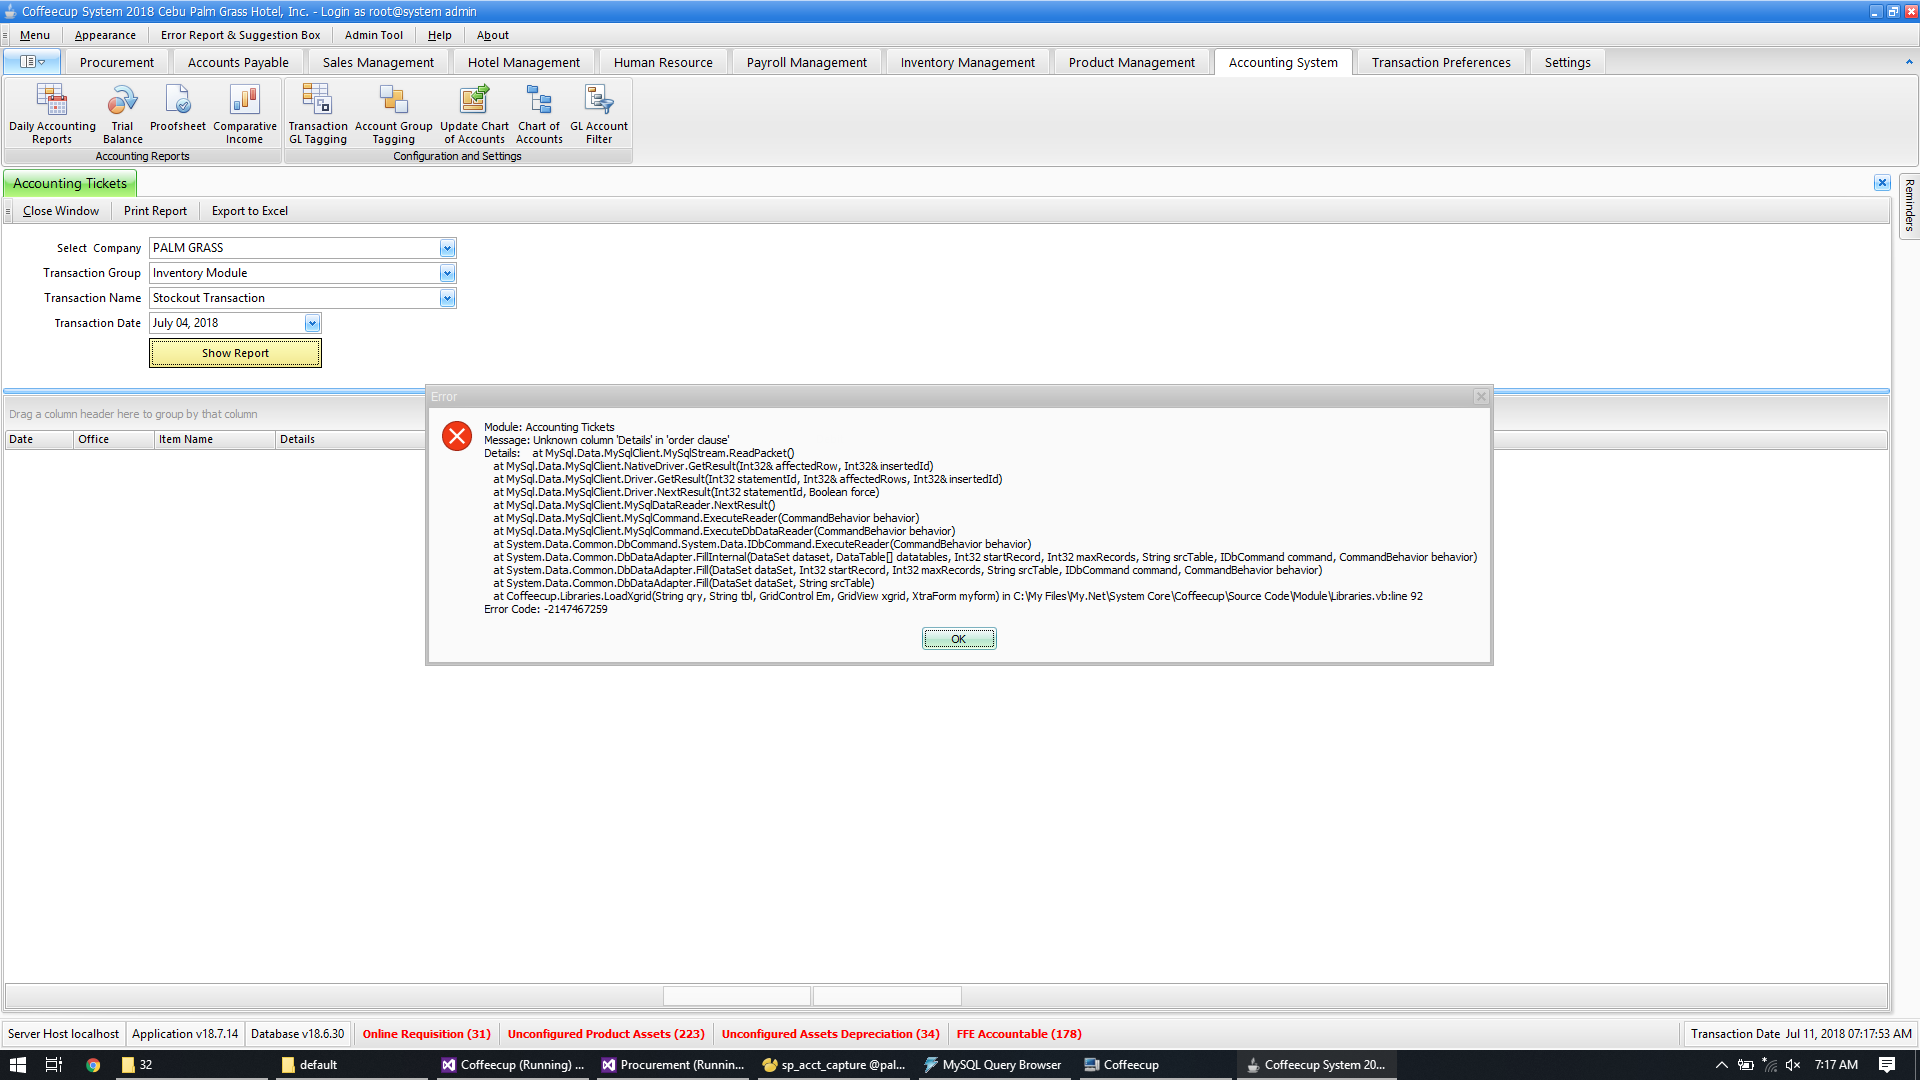 Coffeecup System 2018 Cebu Palm Grass Hotel, Inc. - Login as root@system admin
Menu Appearance Error Report & Suggestion Box Admin Tool Help About
Procurement Accounts Payable Sales Management Hotel Management Human Resource Payroll Management Inventory Management Product Management Accounting System Transaction Preferences Settings
Daily Accounting Reports
Trial Balance
Proofsheet
Comparative Income
Transaction GL Tagging
Account Group Tagging
Update Chart of Accounts
Chart of Accounts
GL Account Filter
Accounting Reports
Configuration and Settings
Accounting Tickets
Reminders
Close Window Print Report Export to Excel
Select Company PALM GRASS
Transaction Group Inventory Module
Transaction Name Stockout Transaction
Transaction Date July 04, 2018
Show Report
Drag a column header here to group by that column
Date Office Item Name Details
Error
Module: Accounting Tickets
Message: Unknown column 'Details' in 'order clause'
Details: at MySql.Data.MySqlClient.MySqlStream.ReadPacket()
at MySql.Data.MySqlClient.NativeDriver.GetResult(Int32& affectedRow, Int32& insertedId)
at MySql.Data.MySqlClient.Driver.GetResult(Int32 statementId, Int32& affectedRows, Int32& insertedId)
at MySql.Data.MySqlClient.Driver.NextResult(Int32 statementId, Boolean force)
at MySql.Data.MySqlClient.MySqlDataReader.NextResult()
at MySql.Data.MySqlClient.MySqlCommand.ExecuteReader(CommandBehavior behavior)
at MySql.Data.MySqlClient.MySqlCommand.ExecuteDbDataReader(CommandBehavior behavior)
at System.Data.Common.DbCommand.System.Data.IDbCommand.ExecuteReader(CommandBehavior behavior)
at System.Data.Common.DbDataAdapter.FillInternal(DataSet dataset, DataTable[] datatables, Int32 startRecord, Int32 maxRecords, String srcTable, IDbCommand command, CommandBehavior behavior)
at System.Data.Common.DbDataAdapter.Fill(DataSet dataSet, Int32 startRecord, Int32 maxRecords, String srcTable, IDbCommand command, CommandBehavior behavior)
at System.Data.Common.DbDataAdapter.Fill(DataSet dataSet, String srcTable)
at Coffeecup.Libraries.LoadXgrid(String qry, String tbl, GridControl Em, GridView xgrid, XtraForm myform) in C:\My Files\My.Net\System Core\Coffeecup\Source Code\Module\Libraries.vb:line 92
Error Code: -2147467259
OK
Server Host localhost Application v18.7.14 Database v18.6.30 Online Requisition (31) Unconfigured Product Assets (223) Unconfigured Assets Depreciation (34) FFE Accountable (178) Transaction Date Jul 11, 2018 07:17:53 AM
32 default Coffeecup (Running) ... Procurement (Runnin... sp_acct_capture @pal... MySQL Query Browser Coffeecup Coffeecup System 20... 7:17 AM